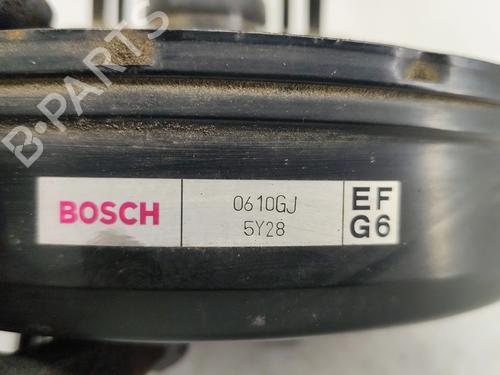 B-PARTS
BOSCH
0610GJ
5Y28
EF
G6